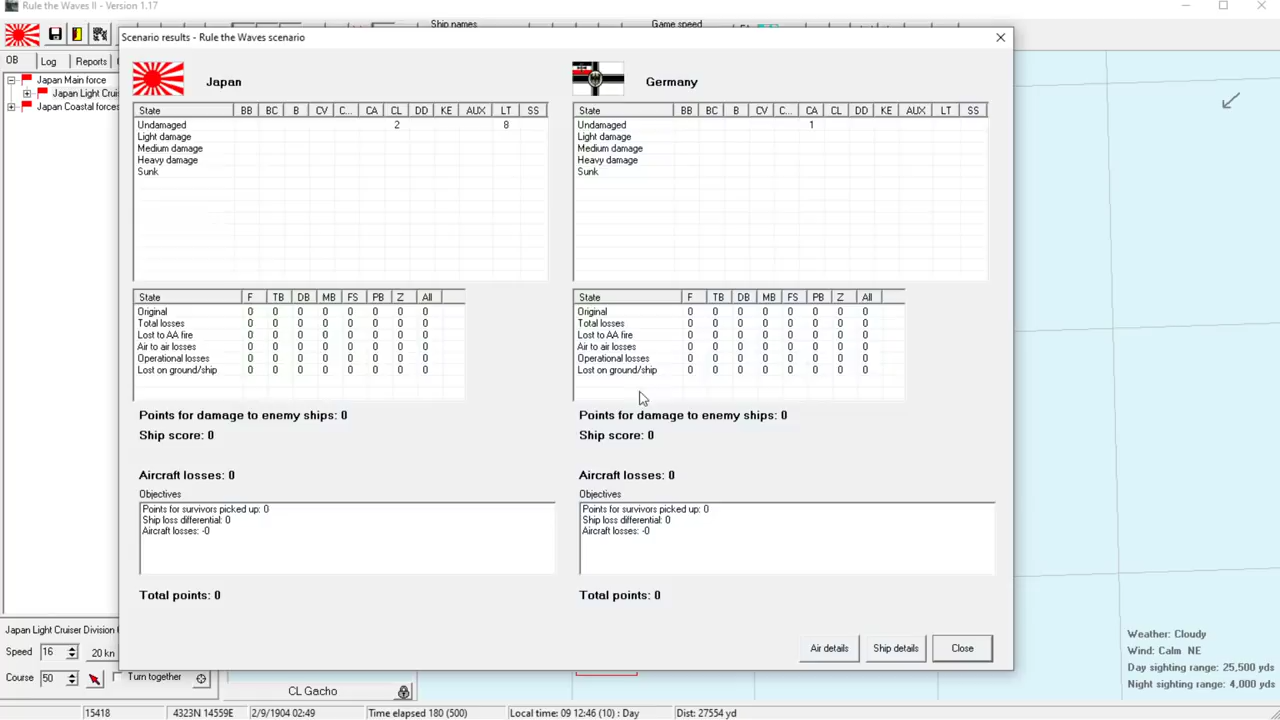 Rule the Waves II - Version 1.17
Ship names
Game speed
OB
Log
Reports
Japan Main force
Japan Light Cruis
Japan Coastal forces
Scenario results - Rule the Waves scenario
Japan
State BB BC B CV C... CA CL DD KE AUX LT SS
Undamaged 2 8
Light damage
Medium damage
Heavy damage
Sunk
State F TB DB MB FS PB Z All
Original 0 0 0 0 0 0 0 0
Total losses 0 0 0 0 0 0 0 0
Lost to AA fire 0 0 0 0 0 0 0 0
Air to air losses 0 0 0 0 0 0 0 0
Operational losses 0 0 0 0 0 0 0 0
Lost on ground/ship 0 0 0 0 0 0 0 0
Points for damage to enemy ships: 0
Ship score: 0
Aircraft losses: 0
Objectives
Points for survivors picked up: 0
Ship loss differential: 0
Aircraft losses: -0
Total points: 0
Germany
State BB BC B CV C... CA CL DD KE AUX LT SS
Undamaged 1
Light damage
Medium damage
Heavy damage
Sunk
State F TB DB MB FS PB Z All
Original 0 0 0 0 0 0 0 0
Total losses 0 0 0 0 0 0 0 0
Lost to AA fire 0 0 0 0 0 0 0 0
Air to air losses 0 0 0 0 0 0 0 0
Operational losses 0 0 0 0 0 0 0 0
Lost on ground/ship 0 0 0 0 0 0 0 0
Points for damage to enemy ships: 0
Ship score: 0
Aircraft losses: 0
Objectives
Points for survivors picked up: 0
Ship loss differential: 0
Aircraft losses: -0
Total points: 0
Air details
Ship details
Close
Japan Light Cruiser Division
Speed 16 20 kn
Course 50 Turn together
CL Gacho
Weather: Cloudy
Wind: Calm NE
Day sighting range: 25,500 yds
Night sighting range: 4,000 yds
15418 4323N 14559E 2/9/1904 02:49 Time elapsed 180 (500) Local time: 09 12:46 (10) : Day Dist: 27554 yd